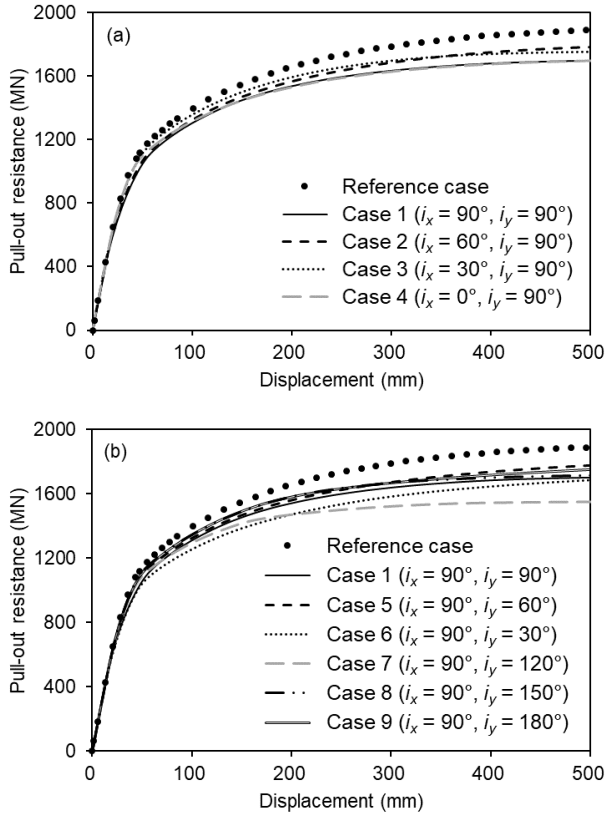 (a)
2000
1600
1200
800
400
0
Pull-out resistance (MN)
Reference case
Case 1 (ix = 90°, iy = 90°)
Case 2 (ix = 60°, iy = 90°)
Case 3 (ix = 30°, iy = 90°)
Case 4 (ix = 0°, iy = 90°)
0 100 200 300 400 500
Displacement (mm)
(b)
2000
1600
1200
800
400
0
Pull-out resistance (MN)
Reference case
Case 1 (ix = 90°, iy = 90°)
Case 5 (ix = 90°, iy = 60°)
Case 6 (ix = 90°, iy = 30°)
Case 7 (ix = 90°, iy = 120°)
Case 8 (ix = 90°, iy = 150°)
Case 9 (ix = 90°, iy = 180°)
0 100 200 300 400 500
Displacement (mm)